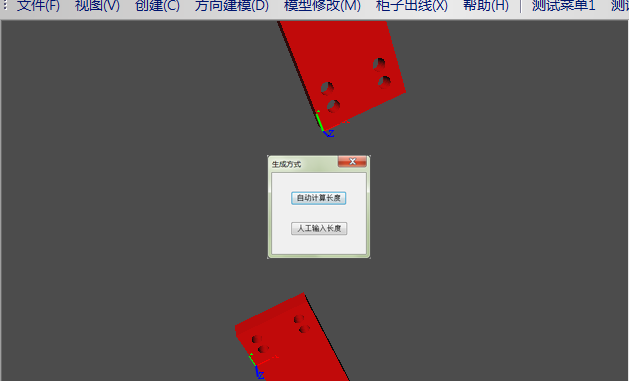 文件(F) 视图(V) 创建(C) 方向建模(D) 模型修改(M) 柜子出线(X) 帮助(H) 测试菜单1 测
生成方式
自动计算长度
人工输入长度
Z
Z